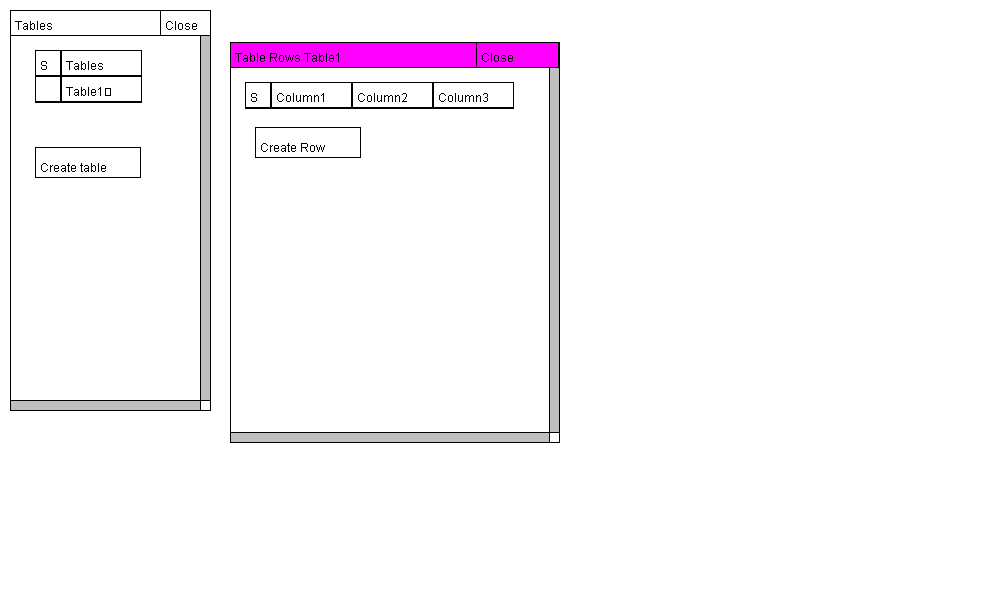 Tables Close
S Tables
Table1▯
Create table
Table Rows Table1 Close
S Column1 Column2 Column3
Create Row